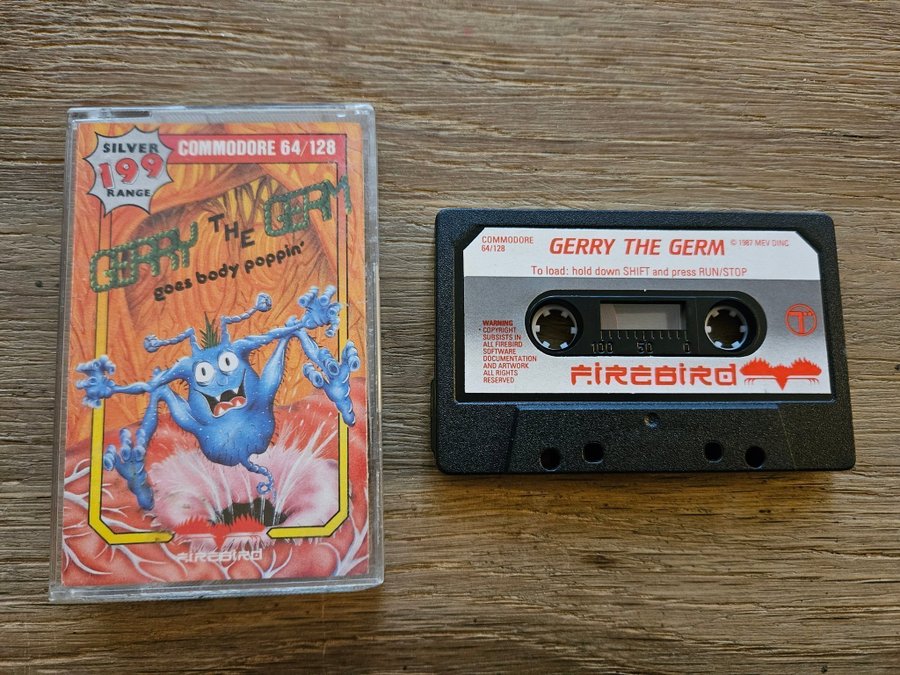 SILVER
199
RANGE
COMMODORE 64/128
GERRY THE GERM
goes body poppin'
FIREBIRD
COMMODORE
64/128
GERRY THE GERM
© 1987 MEV DINC
To load: hold down SHIFT and press RUN/STOP
WARNING
COPYRIGHT
SUBSISTS IN
ALL FIREBIRD
SOFTWARE
DOCUMENTATION
AND ARTWORK
ALL RIGHTS
RESERVED
100 50 0
FIREBIRD